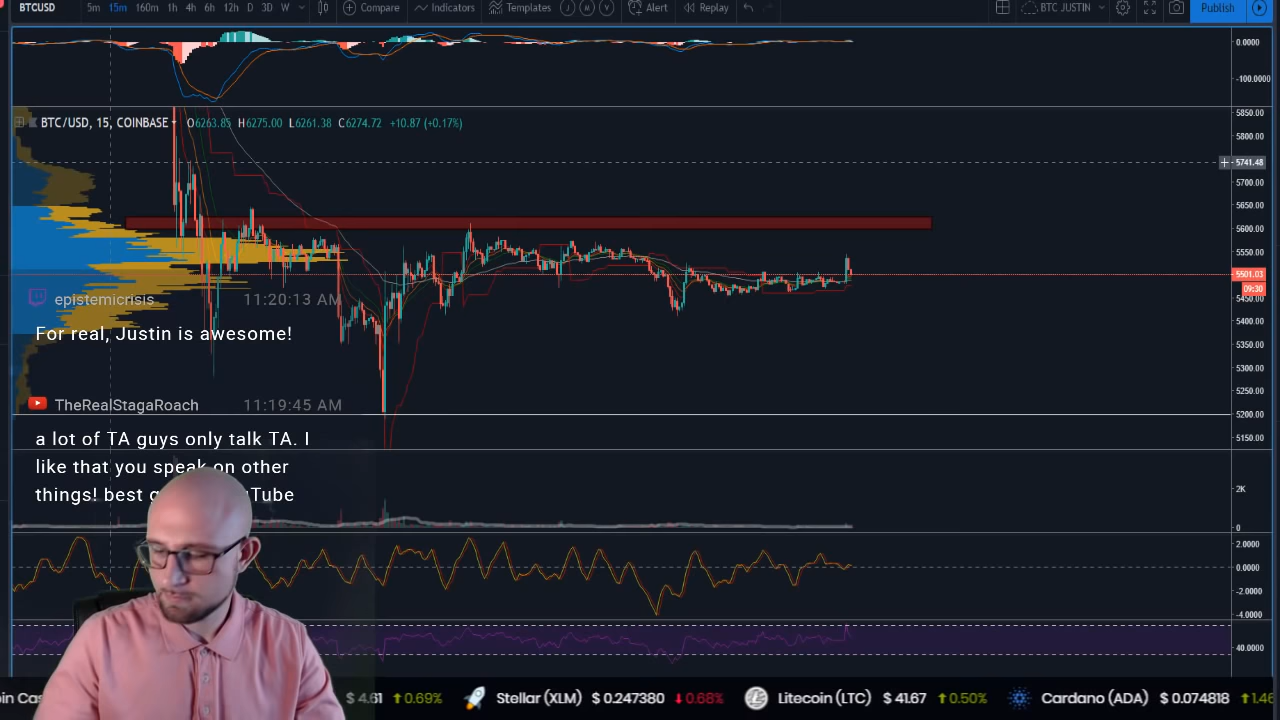 BTCUSD 5m 15m 160m 1h 4h 6h 12h D 3D W Compare Indicators Templates J H Y Alert Replay BTC JUSTIN Publish
0.0000
-100.0000
BTC/USD, 15, COINBASE O6263.85 H6275.00 L6261.38 C6274.72 +10.87 (+0.17%)
5850.00
5800.00
5741.48
5700.00
5650.00
5600.00
5550.00
5501.03
09:30
5450.00
5400.00
5350.00
5300.00
5250.00
5200.00
5150.00
epistemicrisis 11:20:13 AM
For real, Justin is awesome!
TheRealStagaRoach 11:19:45 AM
a lot of TA guys only talk TA. I
like that you speak on other
things! best
2K
0
2.0000
0.0000
-2.0000
-4.0000
40.0000
$ 4.61 0.69% Stellar (XLM) $ 0.247380 0.68% Litecoin (LTC) $ 41.67 0.50% Cardano (ADA) $ 0.074818